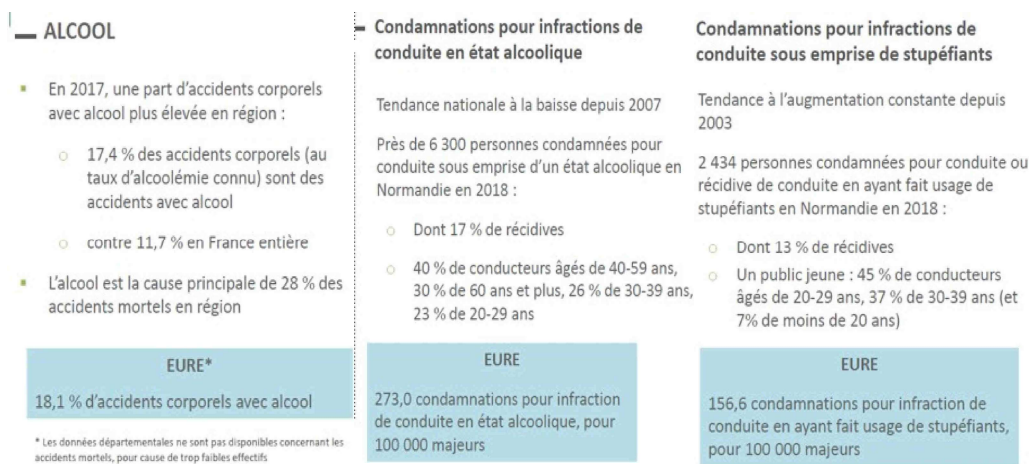 ALCOOL
▪ En 2017, une part d'accidents corporels
avec alcool plus élevée en région :
o 17,4 % des accidents corporels (au
taux d'alcoolémie connu) sont des
accidents avec alcool
o contre 11,7 % en France entière
▪ L'alcool est la cause principale de 28 % des
accidents mortels en région
EURE*
18,1 % d'accidents corporels avec alcool
* Les données départementales ne sont pas disponibles concernant les
accidents mortels, pour cause de trop faibles effectifs
Condamnations pour infractions de
conduite en état alcoolique
Tendance nationale à la baisse depuis 2007
Près de 6 300 personnes condamnées pour
conduite sous emprise d'un état alcoolique en
Normandie en 2018 :
o Dont 17 % de récidives
o 40 % de conducteurs âgés de 40-59 ans,
30 % de 60 ans et plus, 26 % de 30-39 ans,
23 % de 20-29 ans
EURE
273,0 condamnations pour infraction
de conduite en état alcoolique, pour
100 000 majeurs
Condamnations pour infractions de
conduite sous emprise de stupéfiants
Tendance à l'augmentation constante depuis
2003
2 434 personnes condamnées pour conduite ou
récidive de conduite en ayant fait usage de
stupéfiants en Normandie en 2018 :
o Dont 13 % de récidives
o Un public jeune : 45 % de conducteurs
âgés de 20-29 ans, 37 % de 30-39 ans (et
7% de moins de 20 ans)
EURE
156,6 condamnations pour infraction de
conduite en ayant fait usage de stupéfiants,
pour 100 000 majeurs